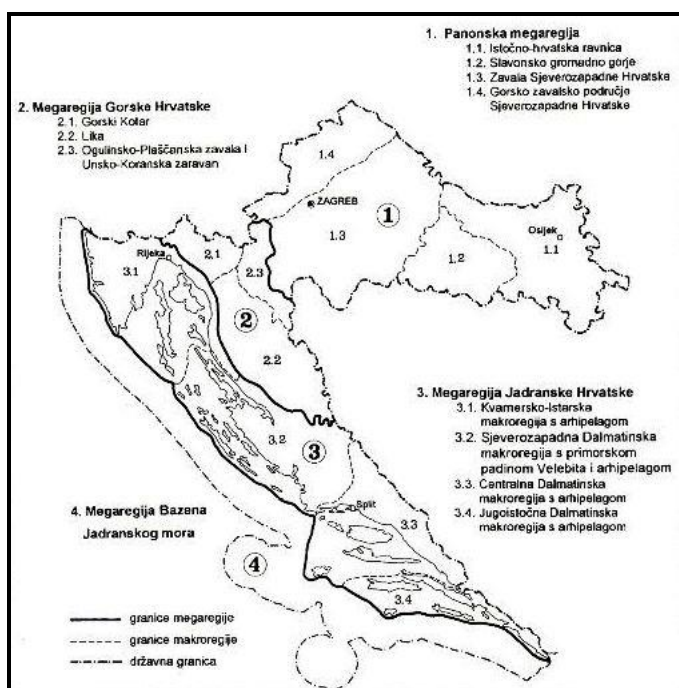 1. Panonska megaregija
1.1. Istočno-hrvatska ravnica
1.2. Slavonsko gromadno gorje
1.3. Zavala Sjeverozapadne Hrvatske
1.4. Gorsko zavalsko područje
Sjeverozapadne Hrvatske
2. Megaregija Gorske Hrvatske
2.1. Gorski Kotar
2.2. Lika
2.3. Ogulinsko-Plaščanska zavala i
Unsko-Koranska zaravan
1.4
ZAGREB
1
1.3
Osijek
1.1
1.2
Rijeka
3.1
2.1
2.3
2
2.2
3. Megaregija Jadranske Hrvatske
3.1. Kvarnersko-Istarska
makroregija s arhipelagom
3.2. Sjeverozapadna Dalmatinska
makroregija s primorskom
padinom Velebita i arhipelagom
3.3. Centralna Dalmatinska
makroregija s arhipelagom
3.4. Jugoistočna Dalmatinska
makroregija s arhipelagom
3.2
3
4. Megaregija Bazena
Jadranskog mora
Split
3.3
4
3.4
granice megaregije
granice makroregije
državna granica